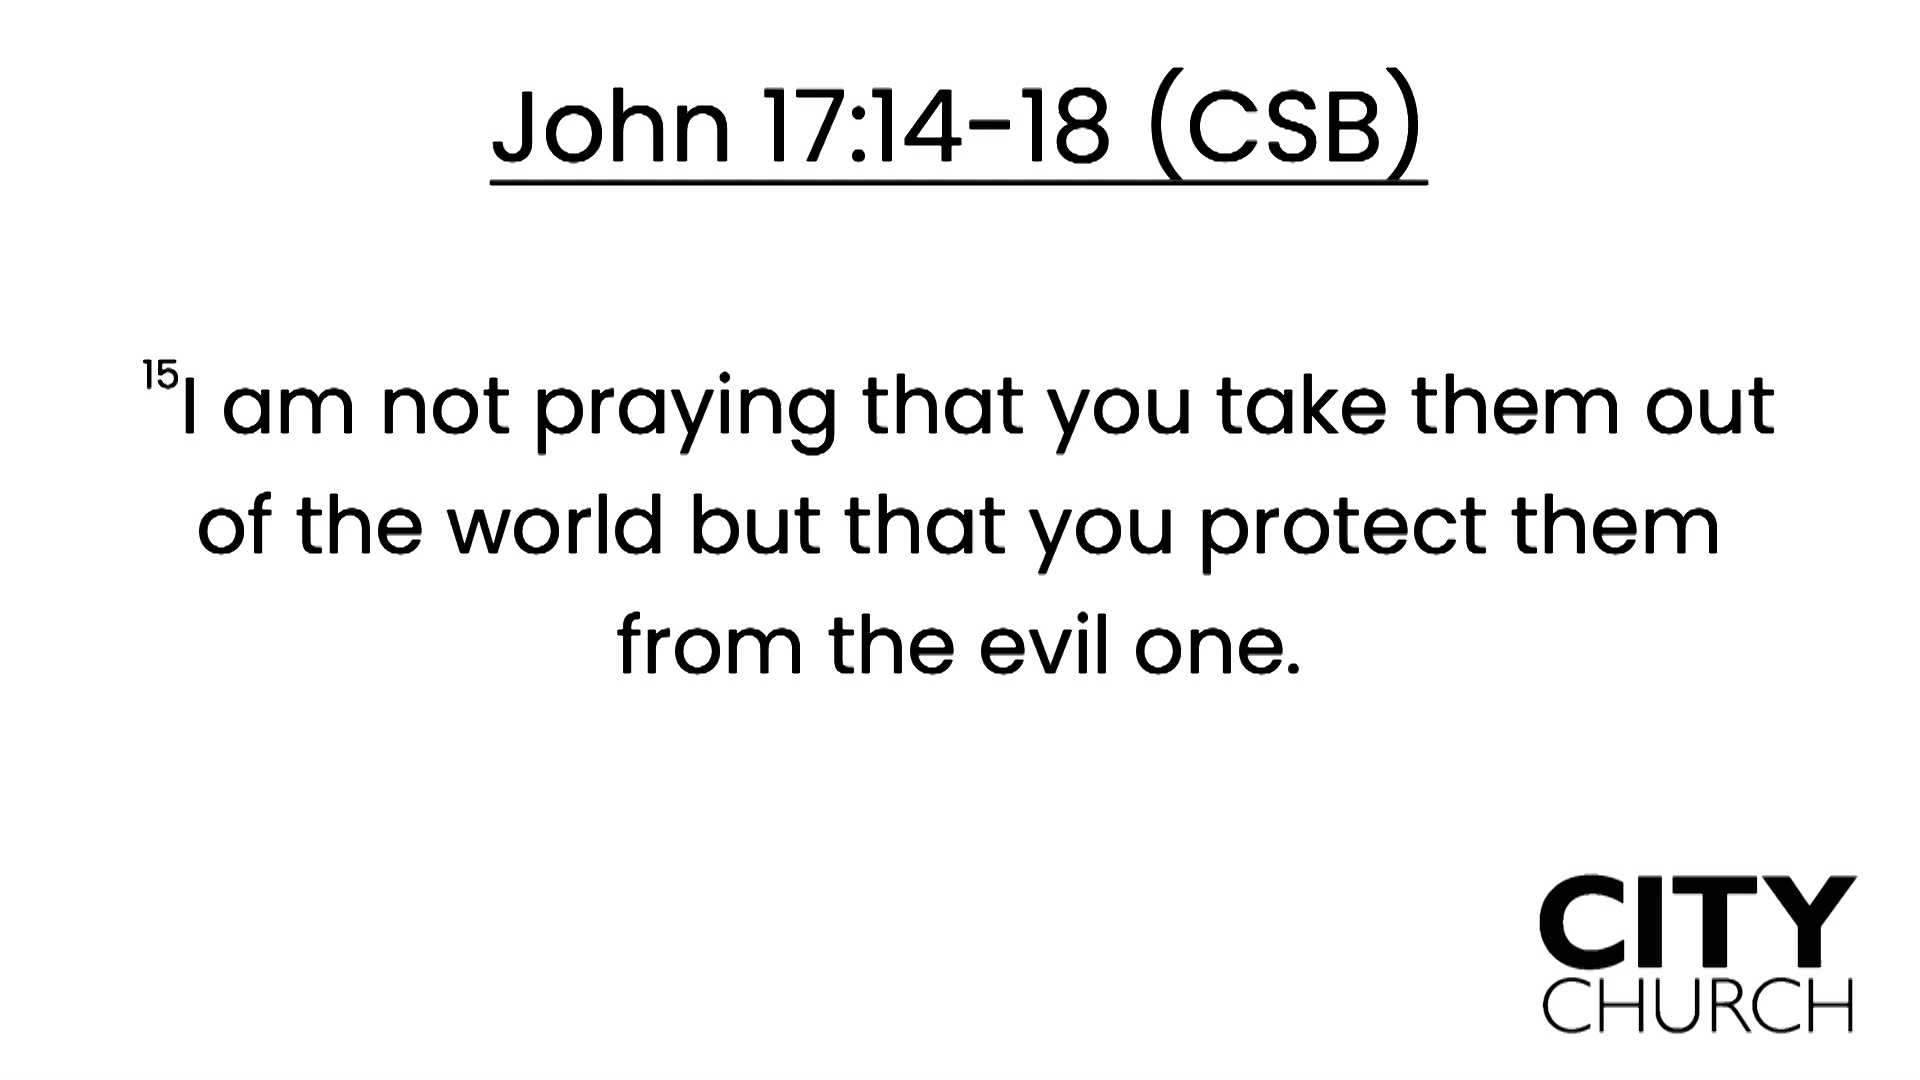 John 17:14-18 (CSB)
15I am not praying that you take them out
of the world but that you protect them
from the evil one.
CITY
CHURCH